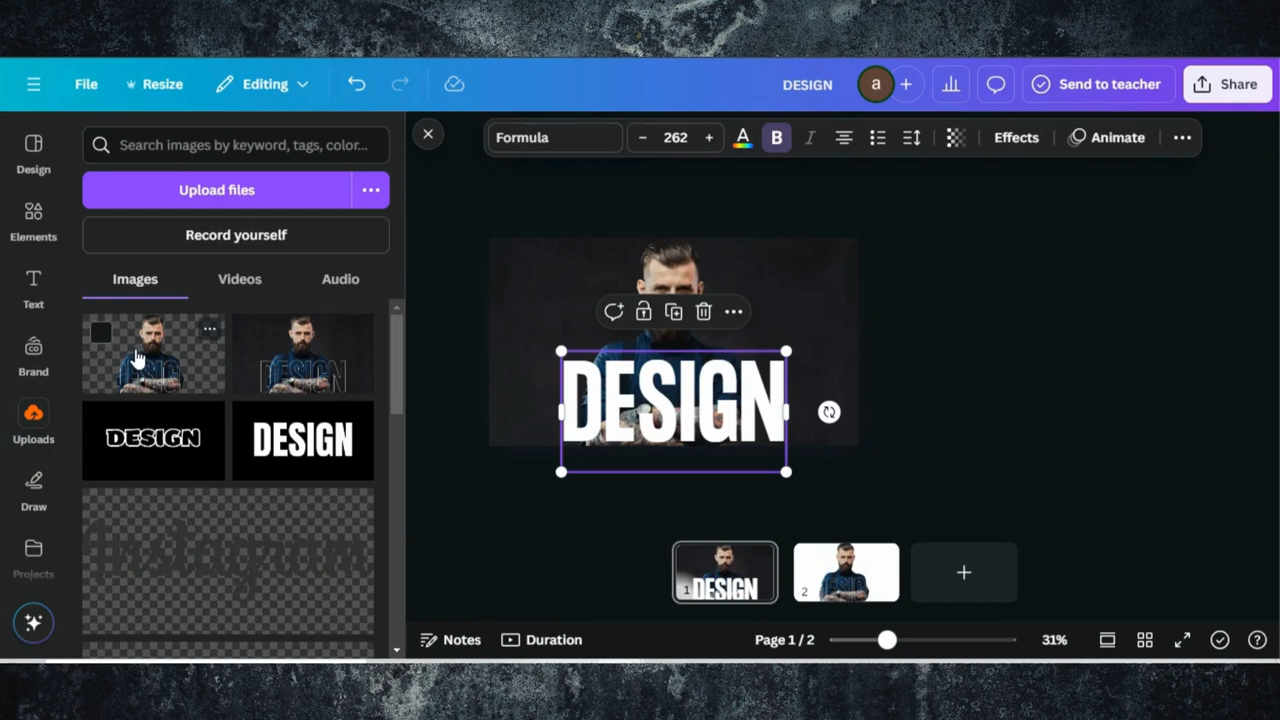 File
Resize
Editing
DESIGN
a
+
Send to teacher
Share
Design
Elements
Text
Brand
Uploads
Draw
Projects
Search images by keyword, tags, color...
Upload files
Record yourself
Images
Videos
Audio
DESIGN
DESIGN
DESIGN
Formula
− 262 +
A
B
I
Effects
Animate
DESIGN
1
DESIGN
2
+
Notes
Duration
Page 1 / 2
31%